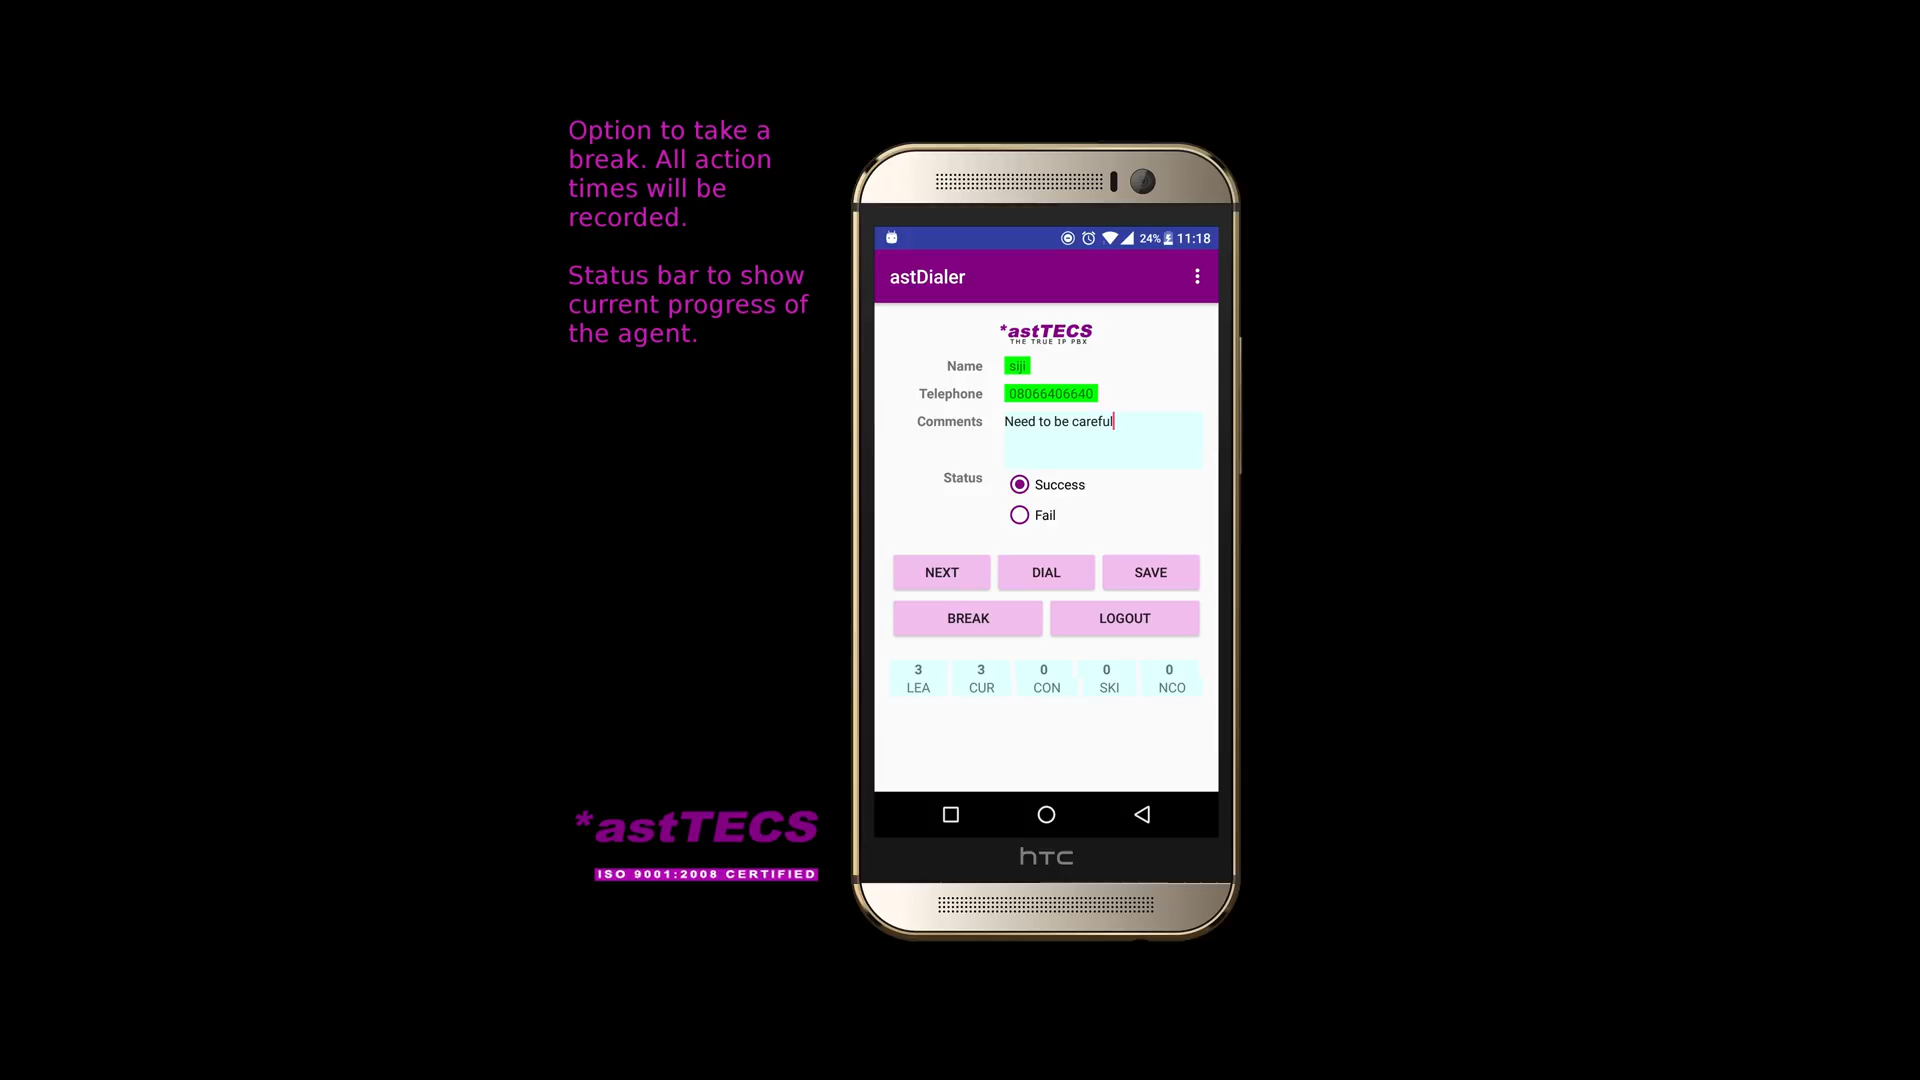 Option to take a
break. All action
times will be
recorded.
Status bar to show
current progress of
the agent.
*astTECS
ISO 9001:2008 CERTIFIED
24% 11:18
astDialer
*astTECS
THE TRUE IP PBX
Name siji
Telephone 08066406640
Comments Need to be careful
Status Success
Fail
NEXT DIAL SAVE
BREAK LOGOUT
3 3 0 0 0
LEA CUR CON SKI NCO
hTC